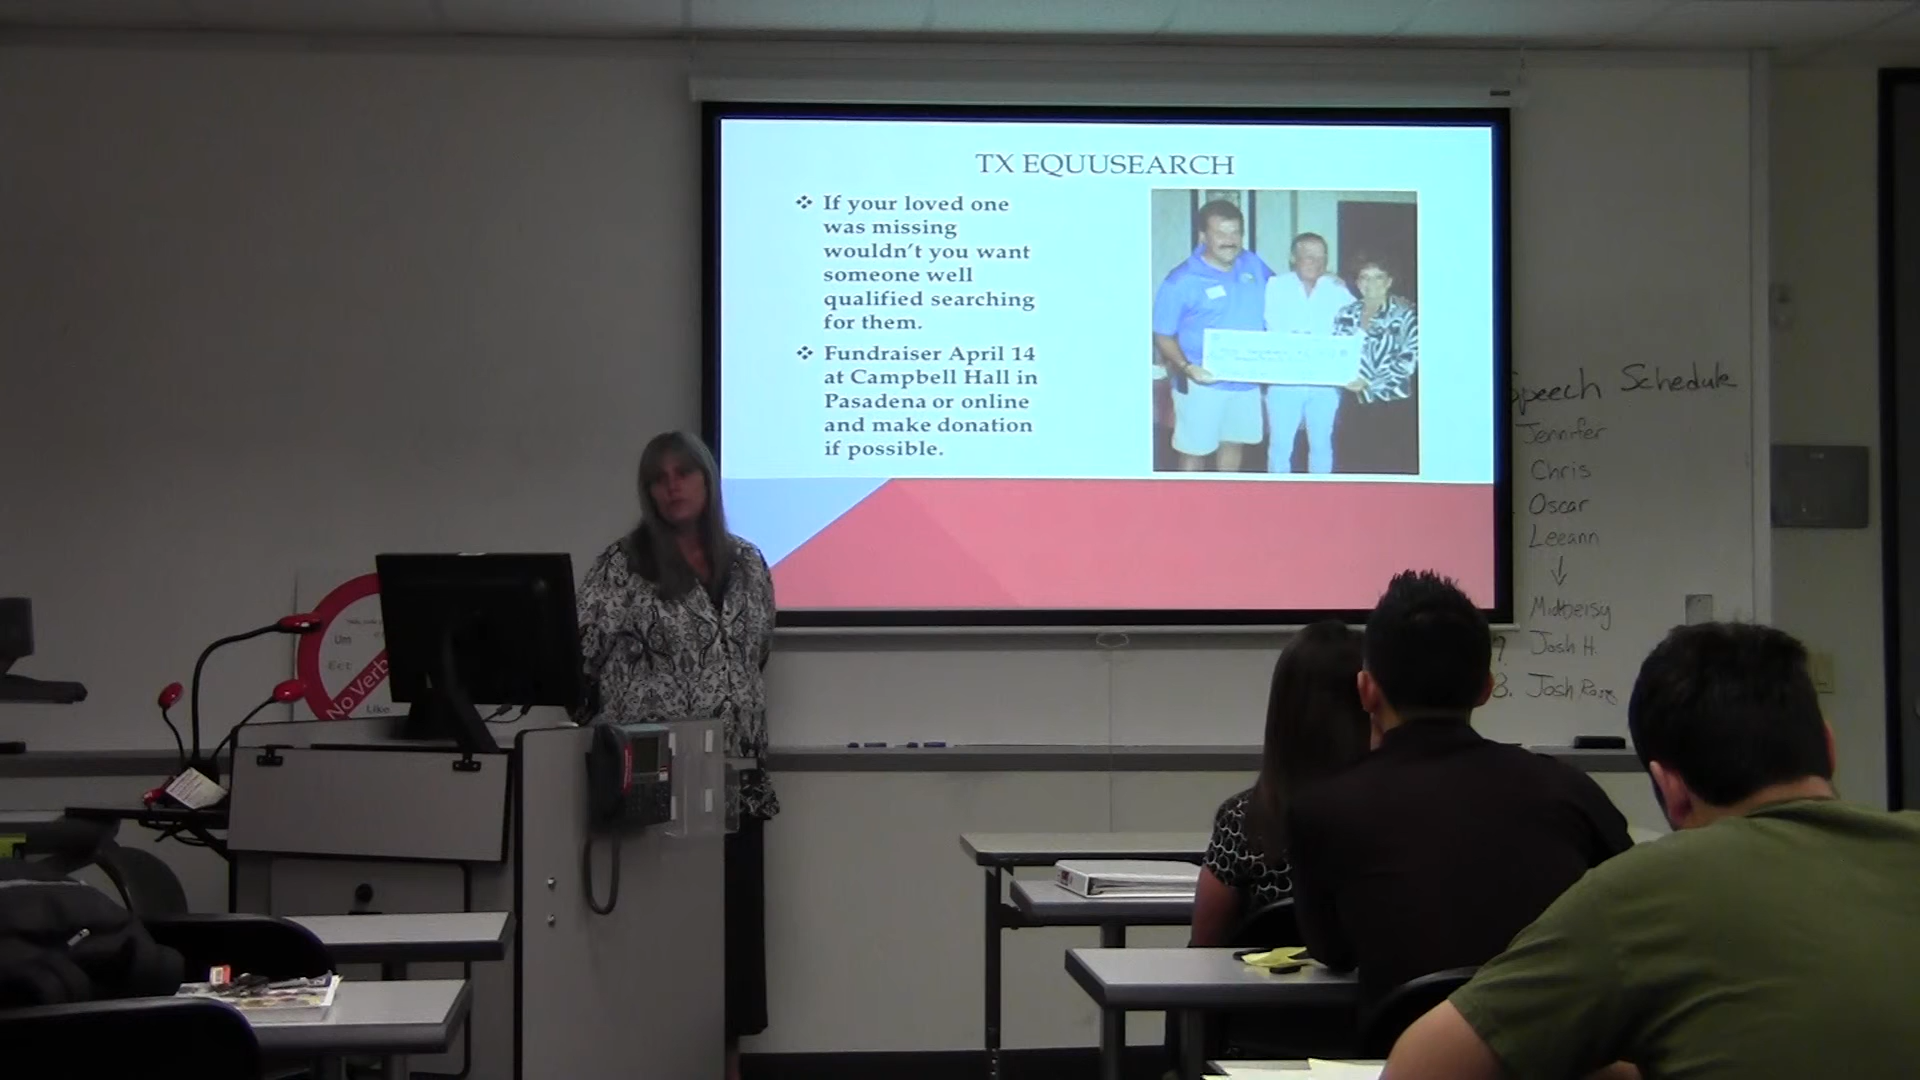 TX EQUUSEARCH
❖ If your loved one
was missing
wouldn't you want
someone well
qualified searching
for them.
❖ Fundraiser April 14
at Campbell Hall in
Pasadena or online
and make donation
if possible.
Speech Schedule
Jennifer
Chris
Oscar
Leeann
↓
Josh H.
8. Josh
Um
Ect
No Verb
Like